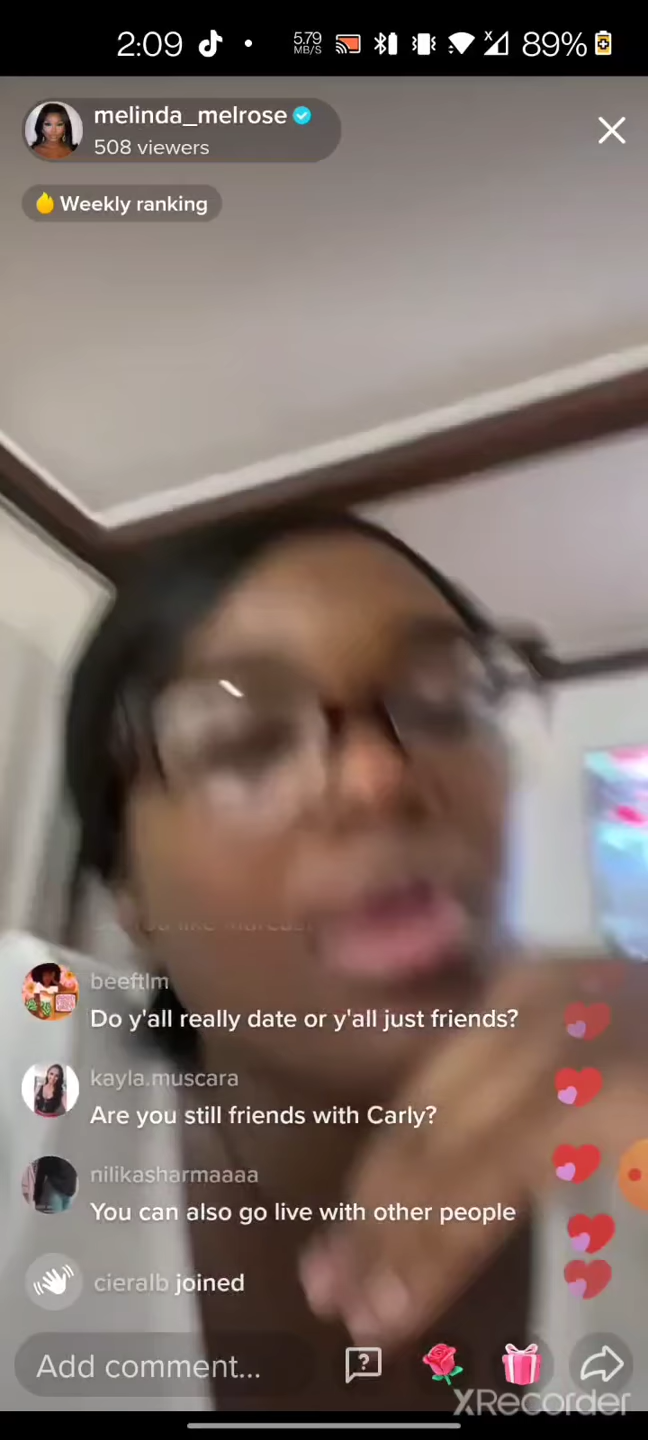 2:09
5.79
MB/S
X
89%
melinda_melrose
508 viewers
Weekly ranking
beeftlm
Do y'all really date or y'all just friends?
kayla.muscara
Are you still friends with Carly?
nilikasharmaaaa
You can also go live with other people
cieralb joined
Add comment...
?
XRecorder